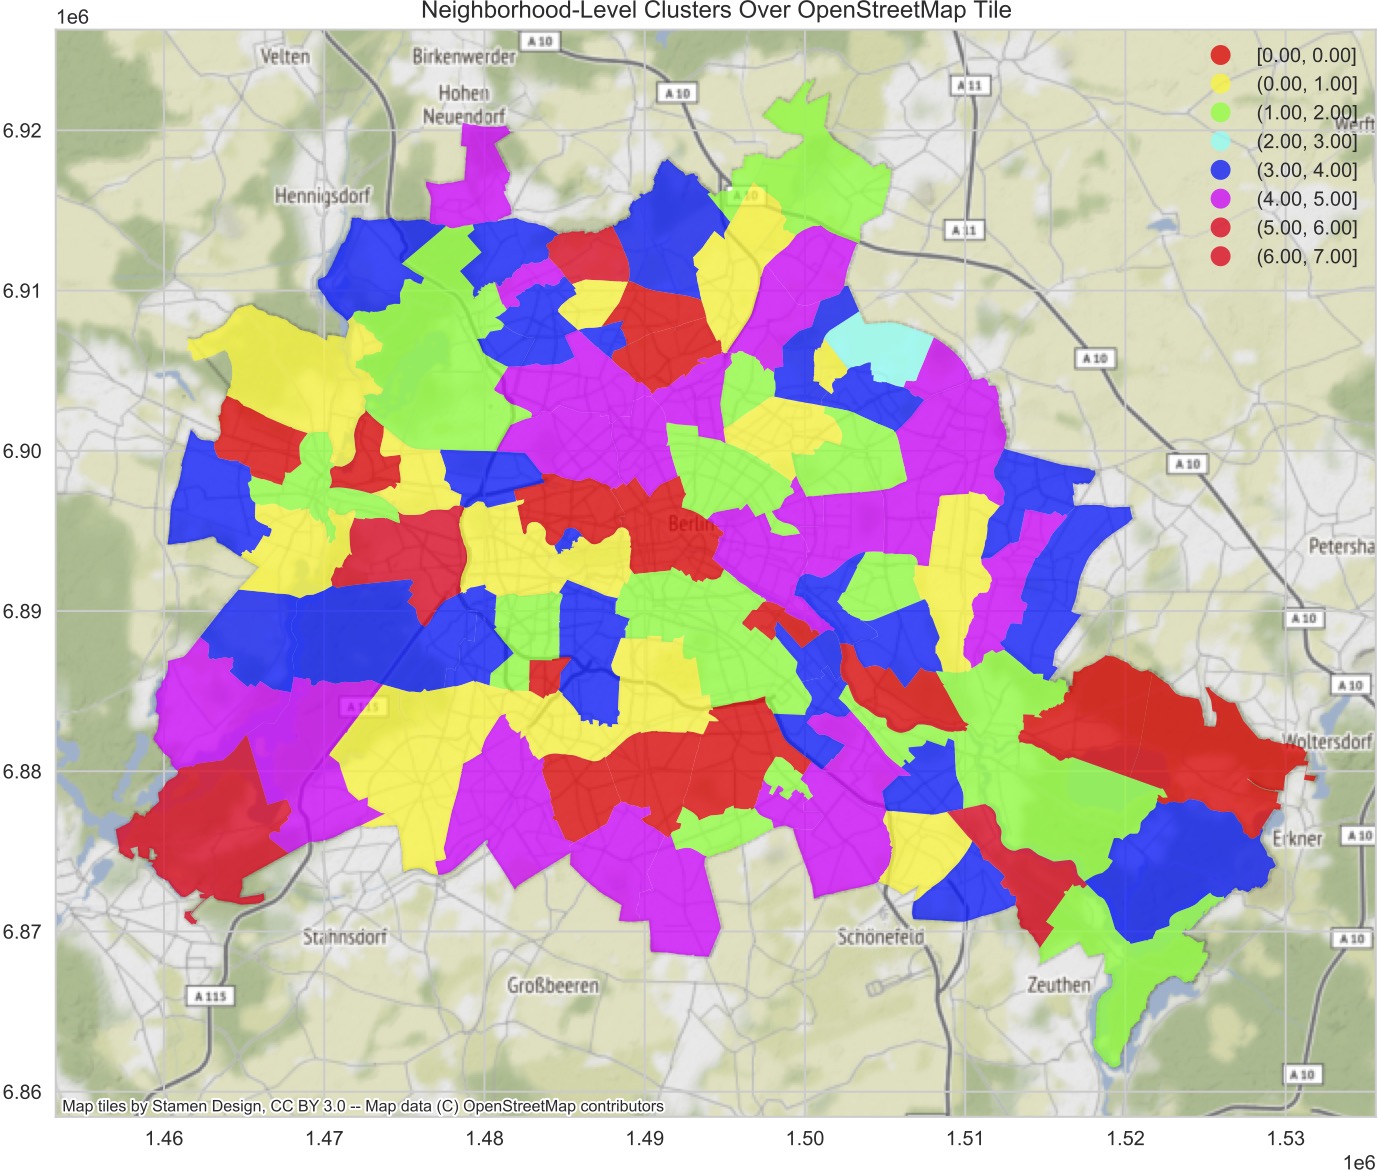 Neighborhood-Level Clusters Over OpenStreetMap Tile
1e6
Velten
Birkenwerder
A 10
Hohen
Neuendorf
A 10
A 11
[0.00, 0.00]
(0.00, 1.00]
(1.00, 2.00]
(2.00, 3.00]
(3.00, 4.00]
(4.00, 5.00]
(5.00, 6.00]
(6.00, 7.00]
Werft
6.92
Hennigsdorf
A 10
A 11
6.91
A 10
6.90
A 10
Berlin
Petersha
6.89
A 10
A 10
A 115
Woltersdorf
6.88
Erkner
A 10
6.87
Stahnsdorf
Schönefeld
A 10
Großbeeren
Zeuthen
A 115
A 10
6.86
Map tiles by Stamen Design, CC BY 3.0 -- Map data (C) OpenStreetMap contributors
1.46
1.47
1.48
1.49
1.50
1.51
1.52
1.53
1e6